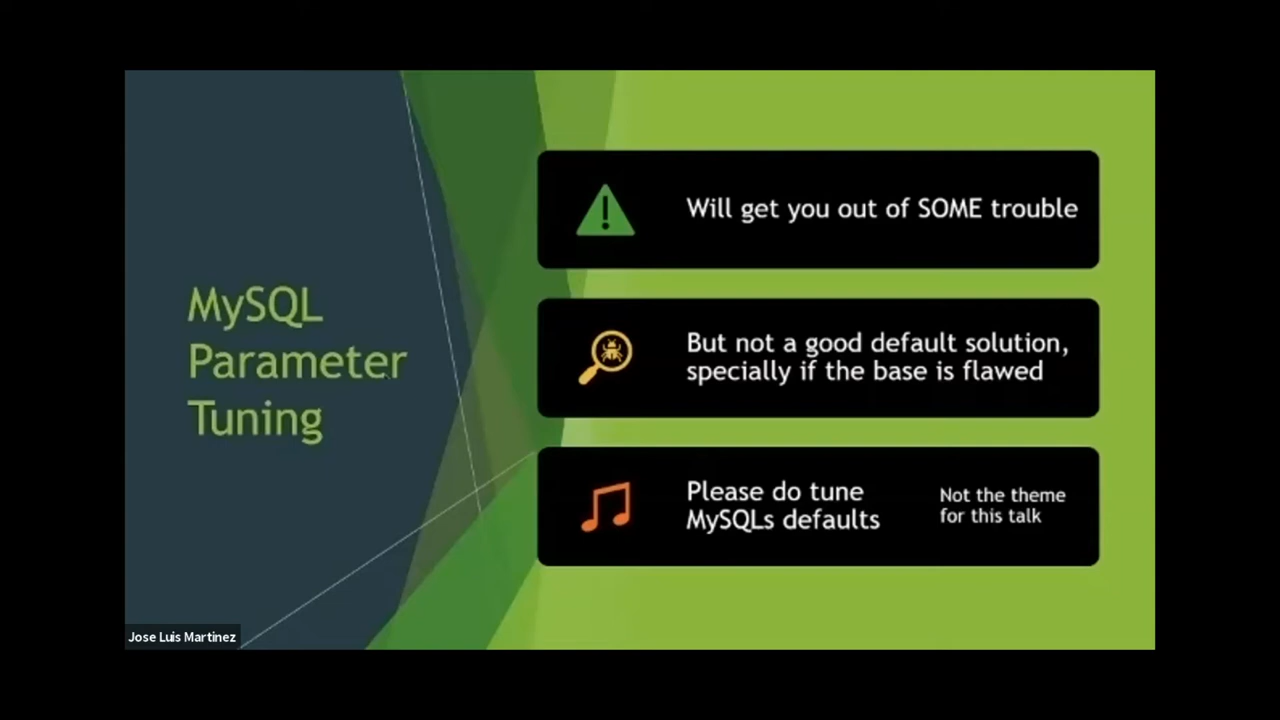 MySQL
Parameter
Tuning
Will get you out of SOME trouble
But not a good default solution,
specially if the base is flawed
Please do tune
MySQLs defaults
Not the theme
for this talk
Jose Luis Martinez